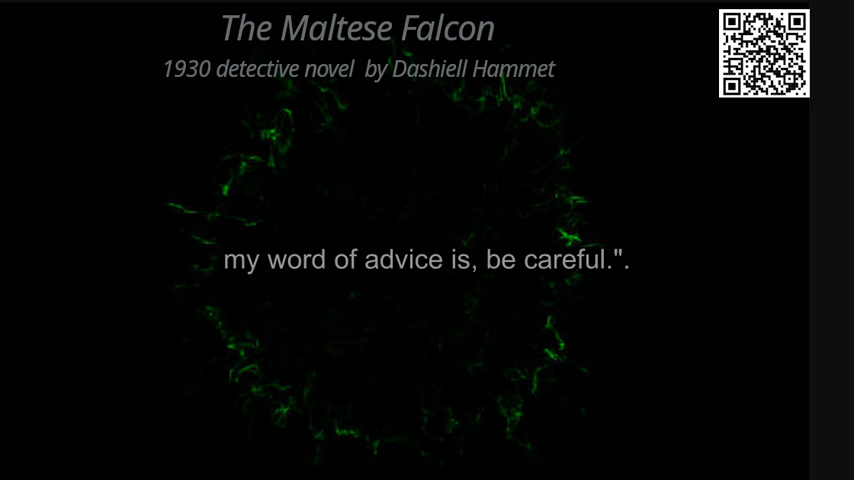 The Maltese Falcon
1930 detective novel by Dashiell Hammet
my word of advice is, be careful.".